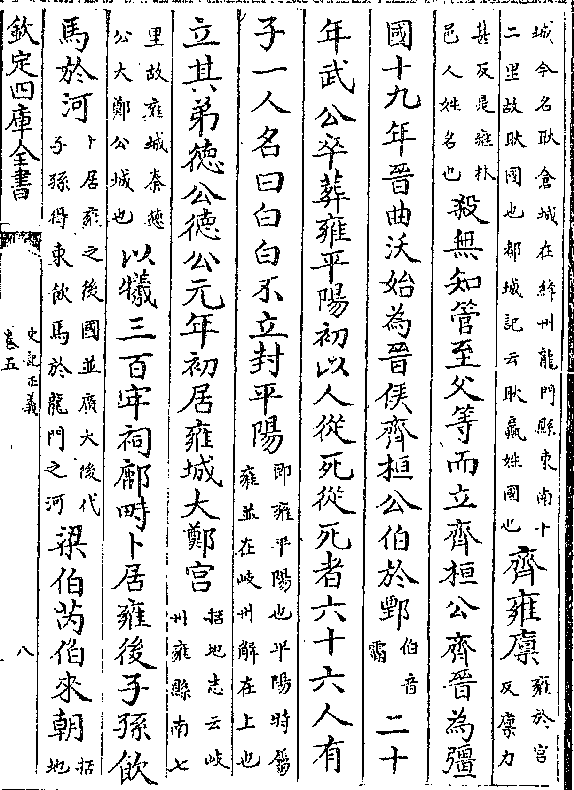 城今名耿倉城在絳州龍門縣東南十
二里故耿國也都城記云耿嬴姓國也
齊雍廪
雍於宫
反廪力
甚反是雍林
邑人姓名也
殺無知管至父等而立齊桓公齊晉為彊
國十九年晉曲沃始為晉侯齊桓公伯於鄄
伯音
霸
二十
年武公卒葬雍平陽初以人從死從死者六十六人有
子一人名曰白白不立封平陽
即雍平陽也平陽時屬
雍並在岐州解在上也
立其弟徳公徳公元年初居雍城大鄭宫
括地志云岐
州雍縣南七
里故雍城秦徳
公大鄭公城也
以犧三百牢祠鄜畤卜居雍後子孫飲
馬於河
卜居雍之後國並廣大後代
子孫得東飲馬於龍門之河
梁伯芮伯來朝
括
地
欽定四庫全書
史記正義
卷五
八